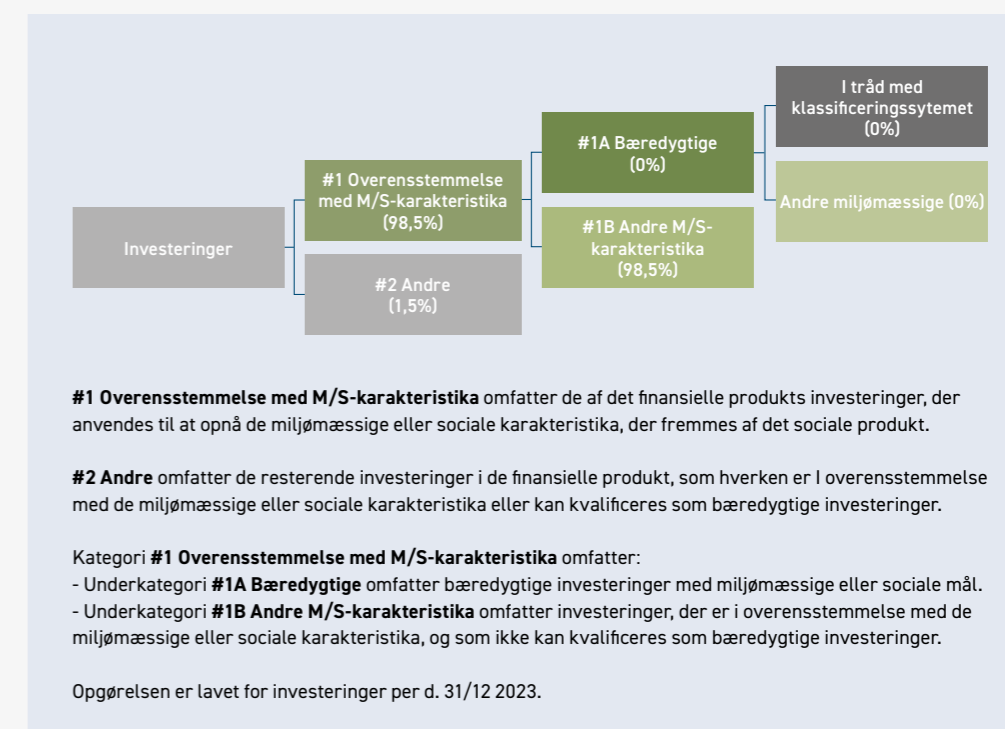 I tråd med
klassificeringssytemet
(0%)
#1A Bæredygtige
(0%)
#1 Overensstemmelse
med M/S-karakteristika
(98,5%)
Andre miljømæssige (0%)
Investeringer
#1B Andre M/S-
karakteristika
(98,5%)
#2 Andre
(1,5%)
#1 Overensstemmelse med M/S-karakteristika omfatter de af det finansielle produkts investeringer, der
anvendes til at opnå de miljømæssige eller sociale karakteristika, der fremmes af det sociale produkt.
#2 Andre omfatter de resterende investeringer i de finansielle produkt, som hverken er I overensstemmelse
med de miljømæssige eller sociale karakteristika eller kan kvalificeres som bæredygtige investeringer.
Kategori #1 Overensstemmelse med M/S-karakteristika omfatter:
- Underkategori #1A Bæredygtige omfatter bæredygtige investeringer med miljømæssige eller sociale mål.
- Underkategori #1B Andre M/S-karakteristika omfatter investeringer, der er i overensstemmelse med de
miljømæssige eller sociale karakteristika, og som ikke kan kvalificeres som bæredygtige investeringer.
Opgørelsen er lavet for investeringer per d. 31/12 2023.